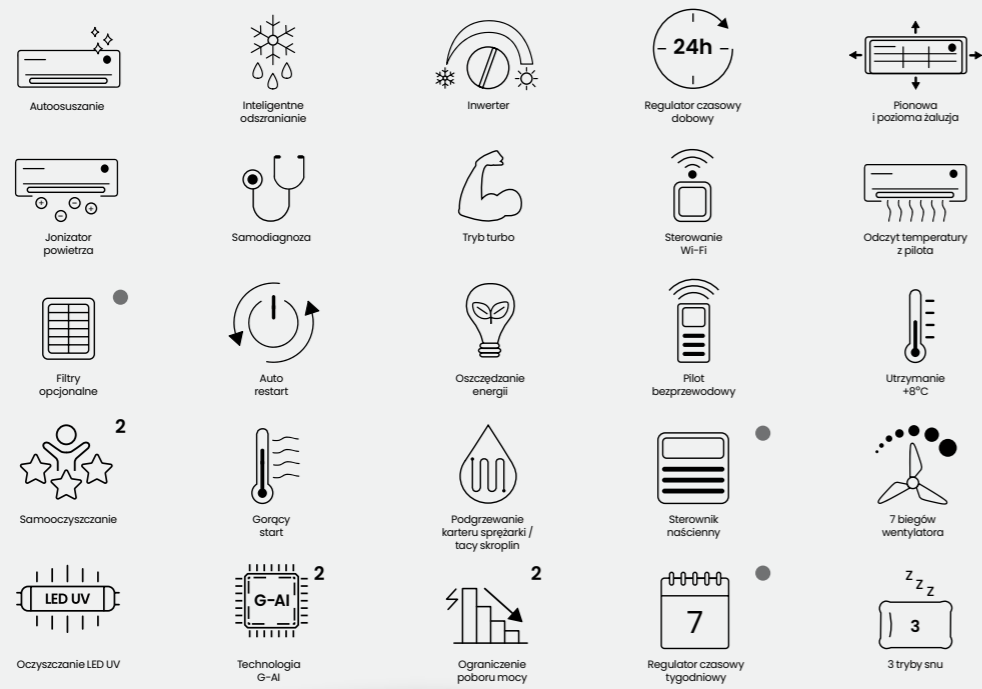 24h
Autoosuszanie
Inteligentne
odszranianie
Inwerter
Regulator czasowy
dobowy
Pionowa
i pozioma żaluzja
Jonizator
powietrza
Samodiagnoza
Tryb turbo
Sterowanie
Wi-Fi
Odczyt temperatury
z pilota
Filtry
opcjonalne
Auto
restart
Oszczędzanie
energii
Pilot
bezprzewodowy
Utrzymanie
+8°C
2
Samooczyszczanie
Gorący
start
Podgrzewanie
karteru sprężarki /
tacy skroplin
Sterownik
naścienny
7 biegów
wentylatora
LED UV
Oczyszczanie LED UV
G-AI
2
Technologia
G-AI
2
Ograniczenie
poboru mocy
7
Regulator czasowy
tygodniowy
z z z
3
3 tryby snu